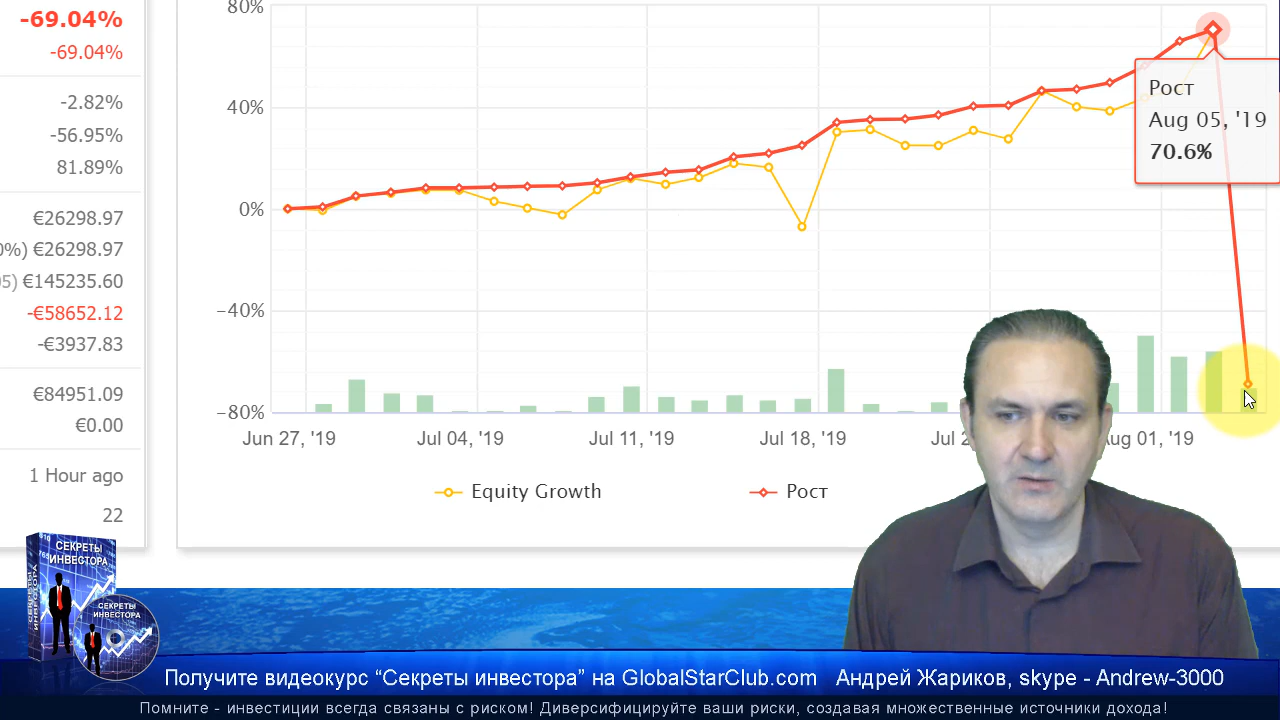 -69.04%
-69.04%
-2.82%
-56.95%
81.89%
€26298.97
0%) €26298.97
05) €145235.60
-€58652.12
-€3937.83
€84951.09
€0.00
1 Hour ago
22
80%
40%
0%
−40%
−80%
Jun 27, '19
Jul 04, '19
Jul 11, '19
Jul 18, '19
Jul 2
Aug 01, '19
Рост
Aug 05, '19
70.6%
Equity Growth
Рост
СЕКРЕТЫ
ИНВЕСТОРА
СЕКРЕТЫ
ИНВЕСТОРА
Получите видеокурс “Секреты инвестора” на GlobalStarClub.com Андрей Жариков, skype - Andrew-3000
Помните - инвестиции всегда связаны с риском! Диверсифицируйте ваши риски, создавая множественные источники дохода!